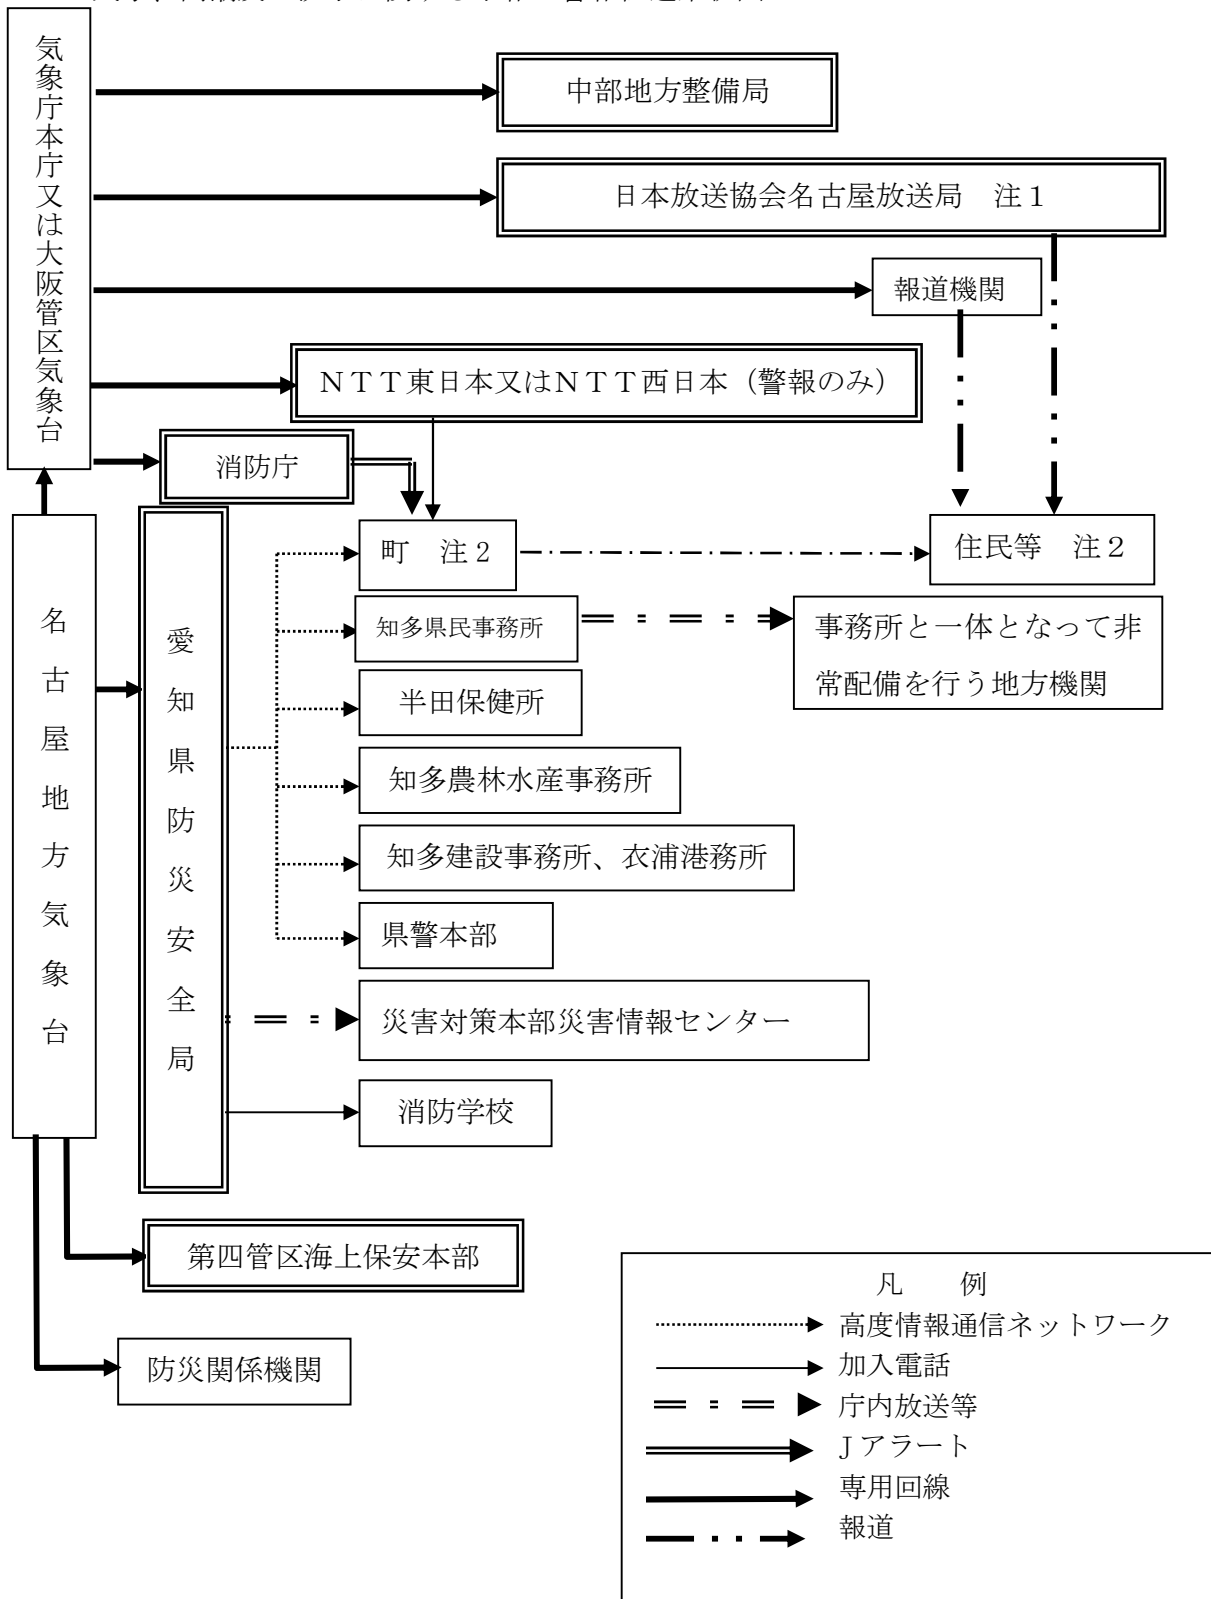 気象庁本庁又は大阪管区気象台
中部地方整備局
日本放送協会名古屋放送局　注１
報道機関
ＮＴＴ東日本又はＮＴＴ西日本（警報のみ）
消防庁
町　注２
住民等　注２
名古屋地方気象台
愛知県防災安全局
知多県民事務所
事務所と一体となって非
常配備を行う地方機関
半田保健所
知多農林水産事務所
知多建設事務所、衣浦港務所
県警本部
災害対策本部災害情報センター
消防学校
第四管区海上保安本部
防災関係機関
凡　例
高度情報通信ネットワーク
加入電話
庁内放送等
Ｊアラート
専用回線
報道